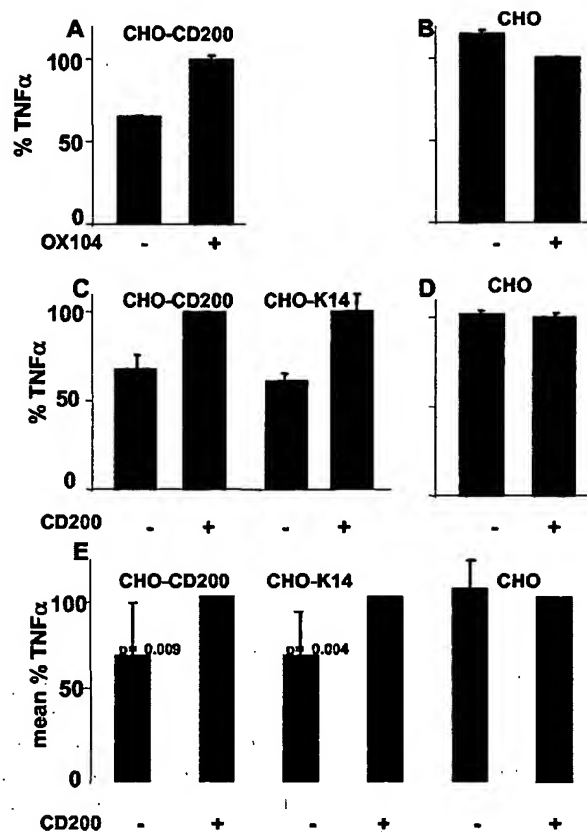 A
CHO-CD200
100
50
0
% TNFα
OX104 - +
B
CHO
- +
C
CHO-CD200 CHO-K14
100
50
0
% TNFα
CD200 - + - +
D
CHO
- +
E
CHO-CD200 CHO-K14 CHO
100
50
0
mean % TNFα
p= 0.009 p= 0.004
CD200 - + - + - +